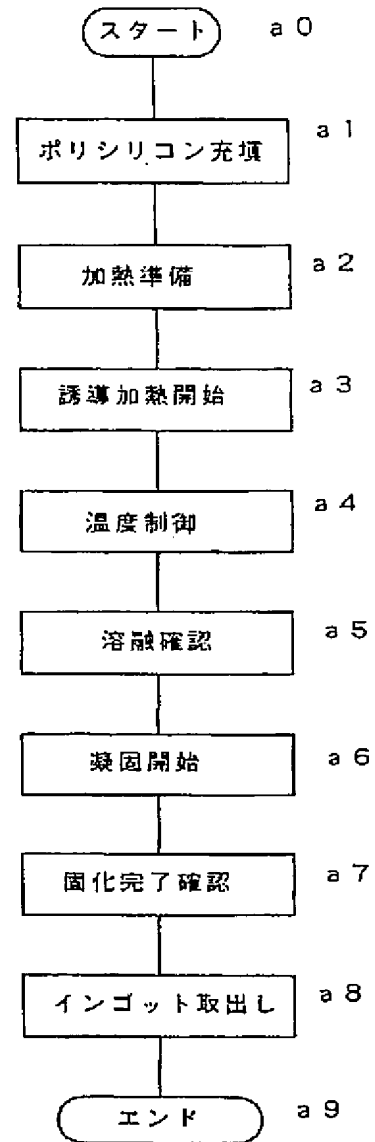 スタート a0
ポリシリコン充填 a1
加熱準備 a2
誘導加熱開始 a3
温度制御 a4
溶融確認 a5
凝固開始 a6
固化完了確認 a7
インゴット取出し a8
エンド a9